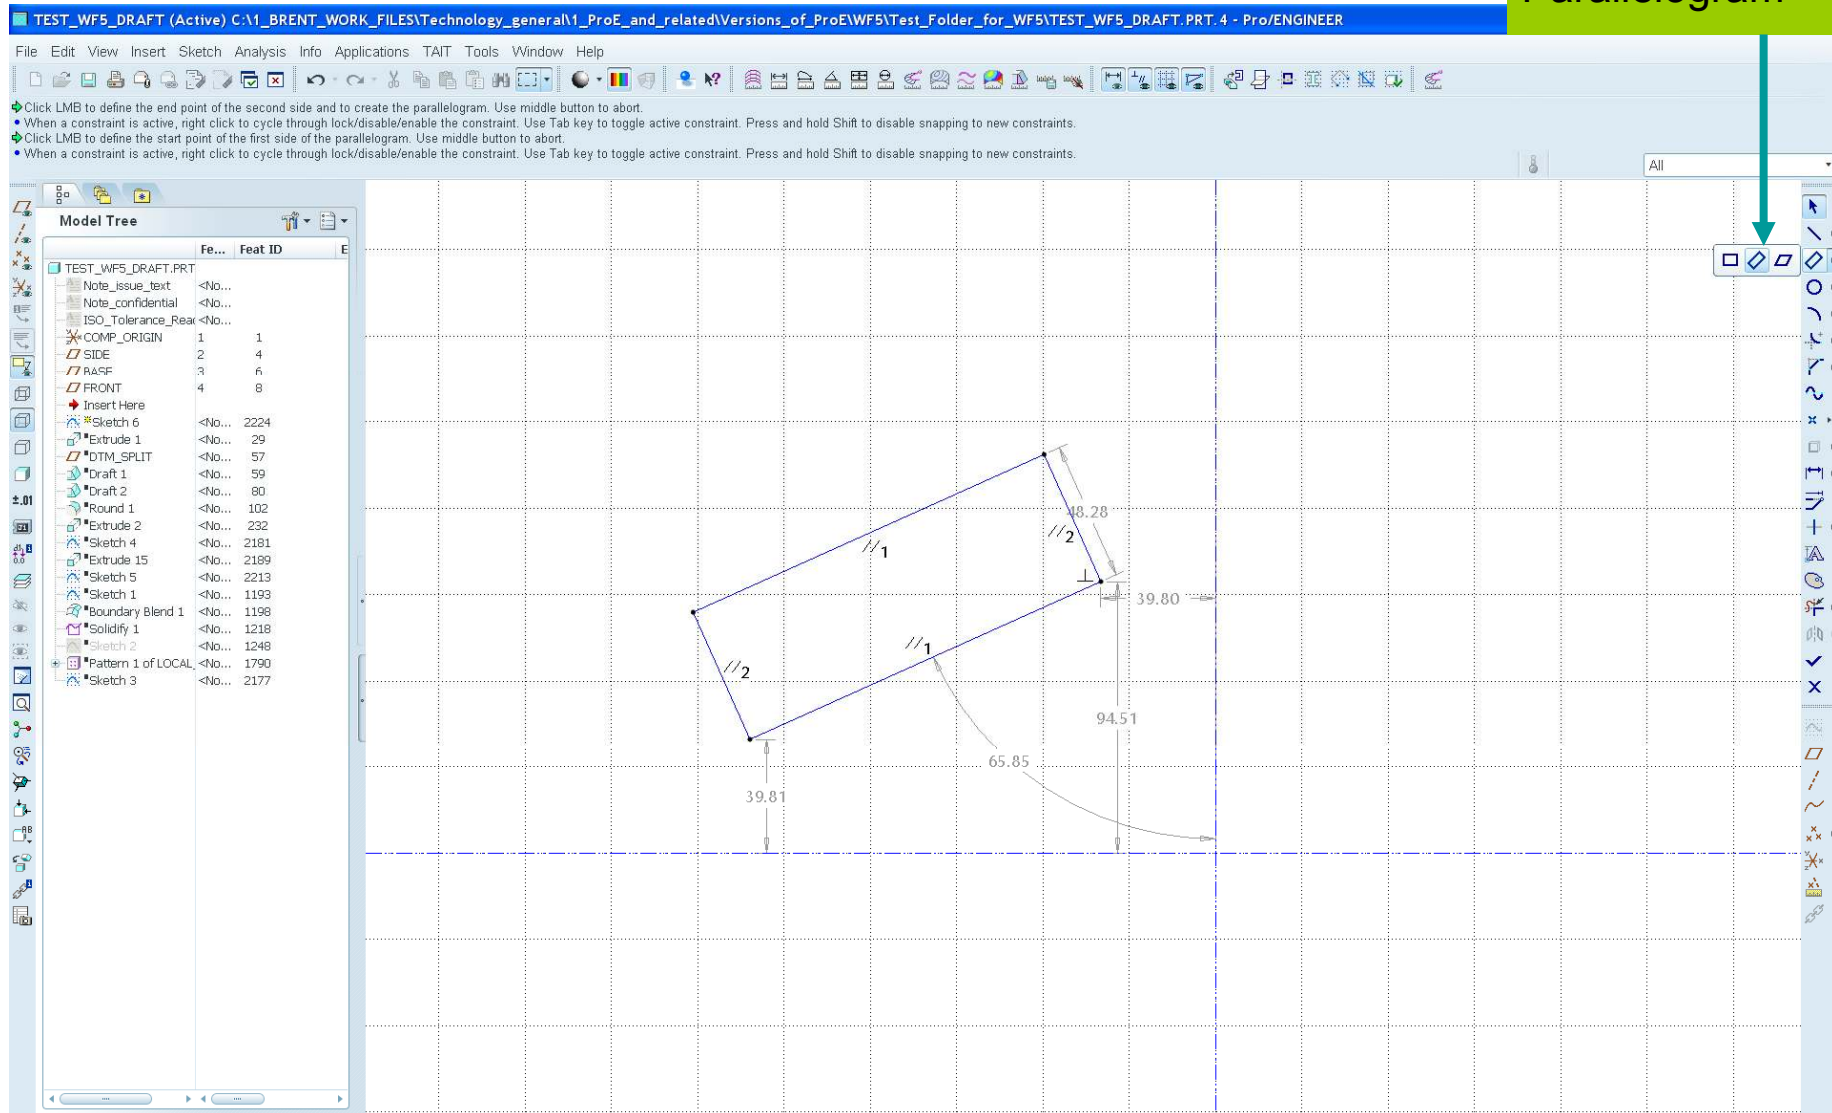 TEST_WF5_DRAFT (Active) C:\1_BRENT_WORK_FILES\Technology_general\1_ProE_and_related\Versions_of_ProE\WF5\Test_Folder_for_WF5\TEST_WF5_DRAFT.PRT.4 - Pro/ENGINEER
Parallelogram
File Edit View Insert Sketch Analysis Info Applications TAIT Tools Window Help
Click LMB to define the end point of the second side and to create the parallelogram. Use middle button to abort.
• When a constraint is active, right click to cycle through lock/disable/enable the constraint. Use Tab key to toggle active constraint. Press and hold Shift to disable snapping to new constraints.
Click LMB to define the start point of the first side of the parallelogram. Use middle button to abort.
• When a constraint is active, right click to cycle through lock/disable/enable the constraint. Use Tab key to toggle active constraint. Press and hold Shift to disable snapping to new constraints.
All
Model Tree
Fe... Feat ID E
TEST_WF5_DRAFT.PRT
Note_issue_text <No...
Note_confidential <No...
ISO_Tolerance_Rea <No...
COMP_ORIGIN 1 1
SIDE 2 4
BASE 3 6
FRONT 4 8
Insert Here
Sketch 6 <No... 2224
Extrude 1 <No... 29
DTM_SPLIT <No... 57
Draft 1 <No... 59
Draft 2 <No... 80
Round 1 <No... 102
Extrude 2 <No... 232
Sketch 4 <No... 2181
Extrude 15 <No... 2189
Sketch 5 <No... 2213
Sketch 1 <No... 1193
Boundary Blend 1 <No... 1198
Solidify 1 <No... 1218
Sketch 2 <No... 1248
Pattern 1 of LOCAL_ <No... 1790
Sketch 3 <No... 2177
48.28
//2
//1
⊥
39.80
//1
//2
94.51
65.85
39.81